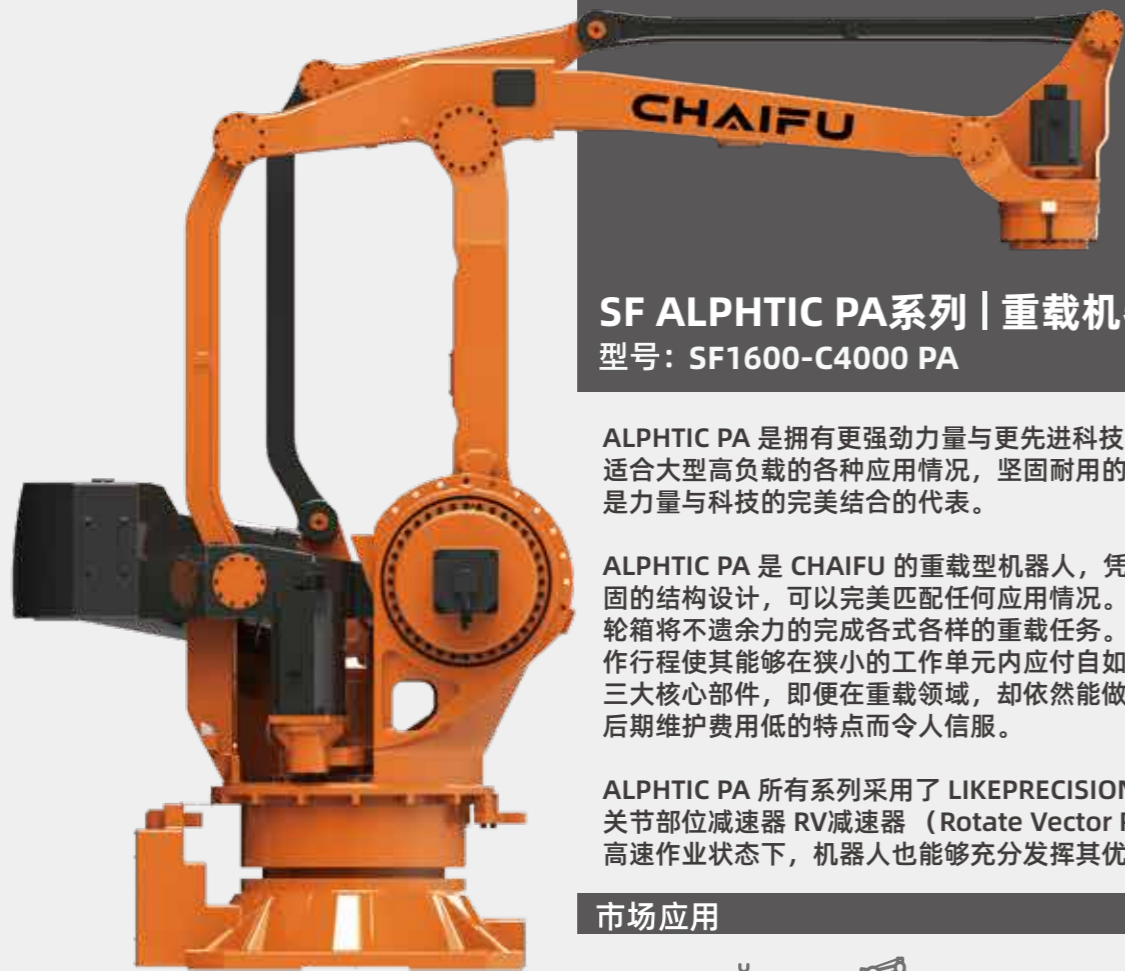 CHAIFU
SF ALPHTIC PA系列 | 重载机
型号：SF1600-C4000 PA
ALPHTIC PA 是拥有更强劲力量与更先进科技
适合大型高负载的各种应用情况，坚固耐用的
是力量与科技的完美结合的代表。
ALPHTIC PA 是 CHAIFU 的重载型机器人，凭
固的结构设计，可以完美匹配任何应用情况。
轮箱将不遗余力的完成各式各样的重载任务。
作行程使其能够在狭小的工作单元内应付自如
三大核心部件，即便在重载领域，却依然能做
后期维护费用低的特点而令人信服。
ALPHTIC PA 所有系列采用了 LIKEPRECISION
关节部位减速器 RV减速器 （Rotate Vector
高速作业状态下，机器人也能够充分发挥其优
市场应用